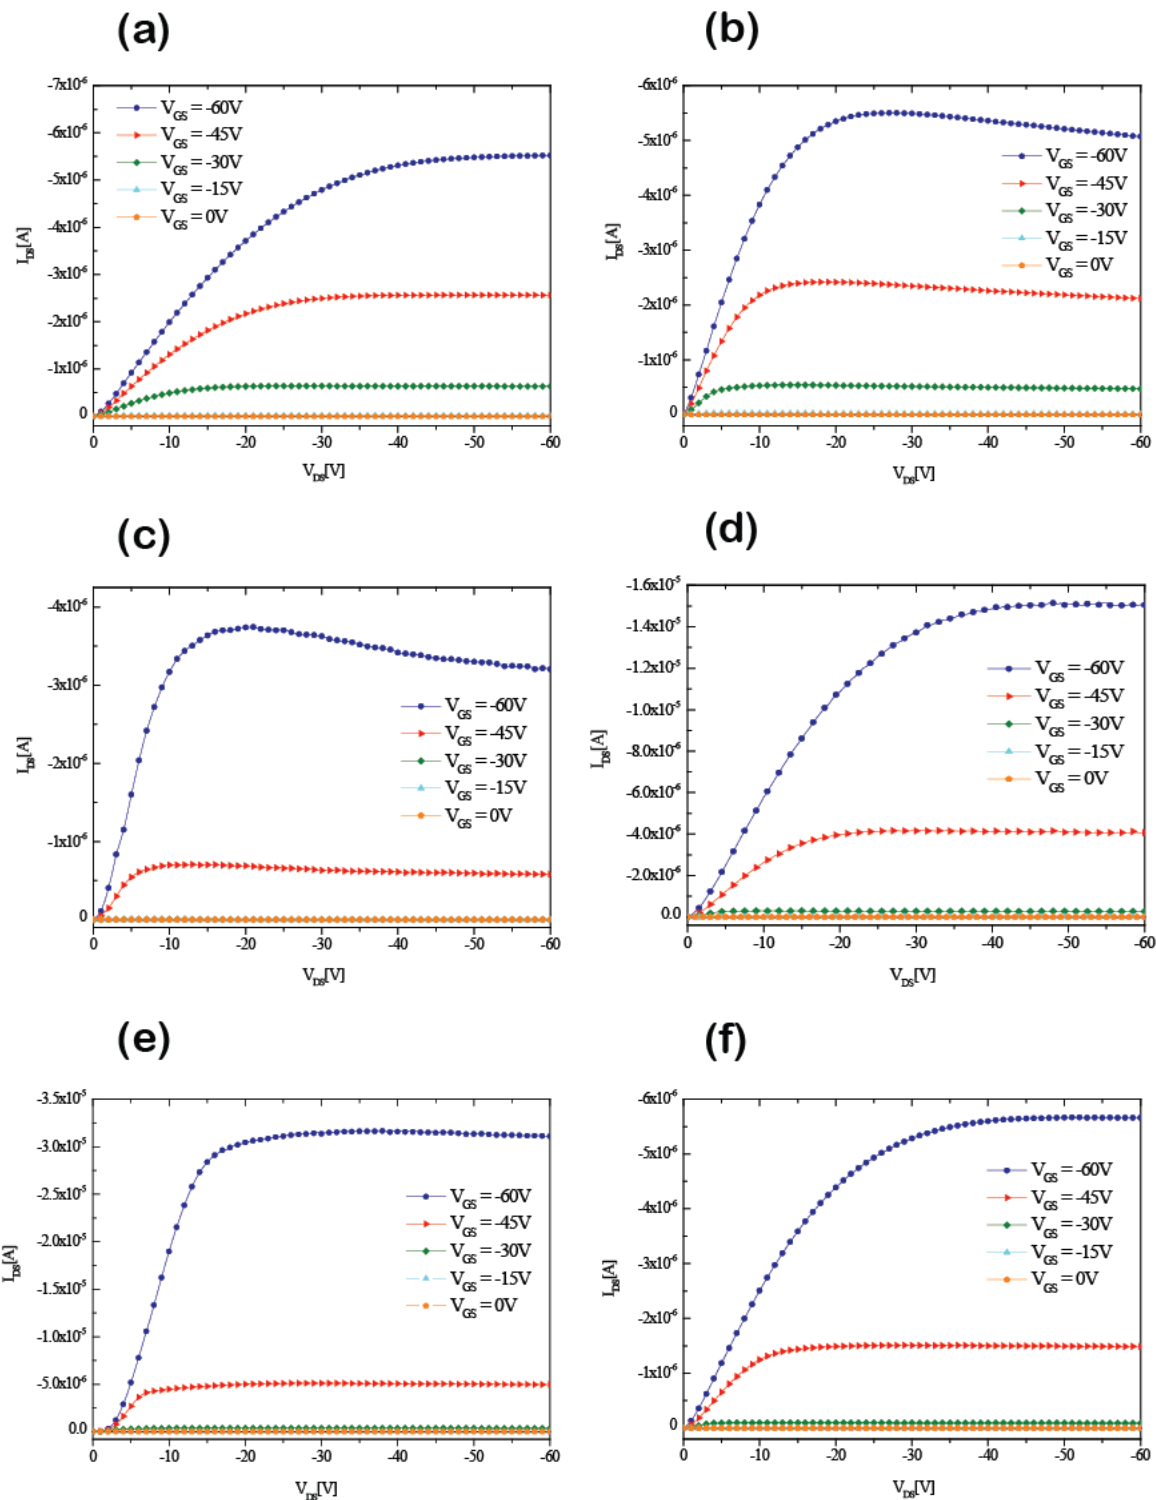 (a)
-7x10⁻⁶
-6x10⁻⁶
-5x10⁻⁶
-4x10⁻⁶
-3x10⁻⁶
-2x10⁻⁶
-1x10⁻⁶
0
I_DS[A]
V_GS = -60V
V_GS = -45V
V_GS = -30V
V_GS = -15V
V_GS = 0V
0 -10 -20 -30 -40 -50 -60
V_DS[V]
(b)
-6x10⁻⁶
-5x10⁻⁶
-4x10⁻⁶
-3x10⁻⁶
-2x10⁻⁶
-1x10⁻⁶
0
I_DS[A]
V_GS = -60V
V_GS = -45V
V_GS = -30V
V_GS = -15V
V_GS = 0V
0 -10 -20 -30 -40 -50 -60
V_DS[V]
(c)
-4x10⁻⁶
-3x10⁻⁶
-2x10⁻⁶
-1x10⁻⁶
0
I_DS[A]
V_GS = -60V
V_GS = -45V
V_GS = -30V
V_GS = -15V
V_GS = 0V
0 -10 -20 -30 -40 -50 -60
V_DS[V]
(d)
-1.6x10⁻⁵
-1.4x10⁻⁵
-1.2x10⁻⁵
-1.0x10⁻⁵
-8.0x10⁻⁶
-6.0x10⁻⁶
-4.0x10⁻⁶
-2.0x10⁻⁶
0.0
I_DS[A]
V_GS = -60V
V_GS = -45V
V_GS = -30V
V_GS = -15V
V_GS = 0V
0 -10 -20 -30 -40 -50 -60
V_DS[V]
(e)
-3.5x10⁻⁵
-3.0x10⁻⁵
-2.5x10⁻⁵
-2.0x10⁻⁵
-1.5x10⁻⁵
-1.0x10⁻⁵
-5.0x10⁻⁶
0.0
I_DS[A]
V_GS = -60V
V_GS = -45V
V_GS = -30V
V_GS = -15V
V_GS = 0V
0 -10 -20 -30 -40 -50 -60
V_DS[V]
(f)
-6x10⁻⁶
-5x10⁻⁶
-4x10⁻⁶
-3x10⁻⁶
-2x10⁻⁶
-1x10⁻⁶
0
I_DS[A]
V_GS = -60V
V_GS = -45V
V_GS = -30V
V_GS = -15V
V_GS = 0V
0 -10 -20 -30 -40 -50 -60
V_DS[V]